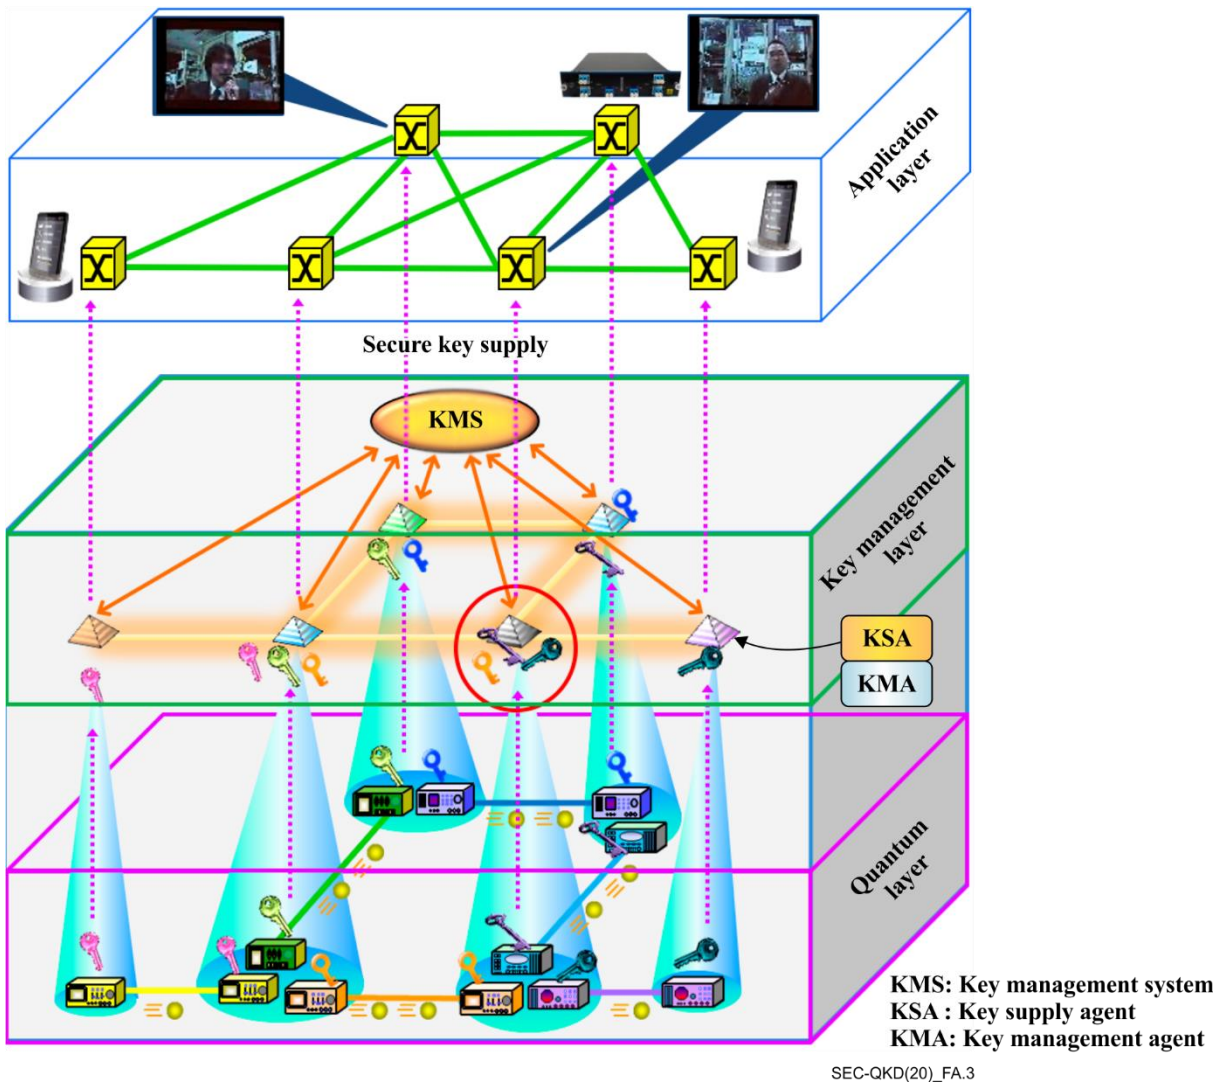 Application
layer
Secure key supply
KMS
Key management
layer
KSA
KMA
Quantum
layer
KMS: Key management system
KSA : Key supply agent
KMA: Key management agent
SEC-QKD(20)_FA.3